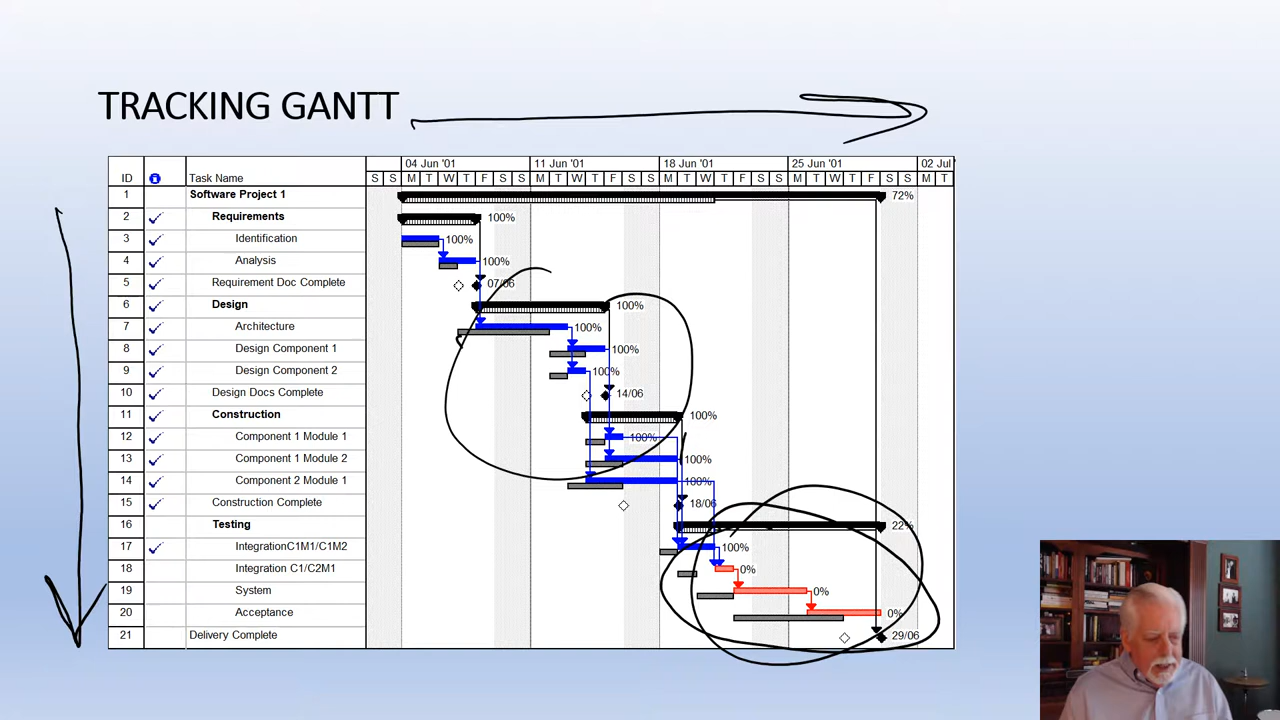 TRACKING GANTT
04 Jun '01 11 Jun '01 18 Jun '01 25 Jun '01 02 Jul
ID Task Name S S M T W T F S S M T W T F S S M T W T F S S M T W T F S S M T
1 Software Project 1 72%
2 Requirements 100%
3 Identification 100%
4 Analysis 100%
5 Requirement Doc Complete 07/06
6 Design 100%
7 Architecture 100%
8 Design Component 1 100%
9 Design Component 2 100%
10 Design Docs Complete 14/06
11 Construction 100%
12 Component 1 Module 1 100%
13 Component 1 Module 2 100%
14 Component 2 Module 1 100%
15 Construction Complete 18/06
16 Testing 22%
17 IntegrationC1M1/C1M2 100%
18 Integration C1/C2M1 0%
19 System 0%
20 Acceptance 0%
21 Delivery Complete 29/06